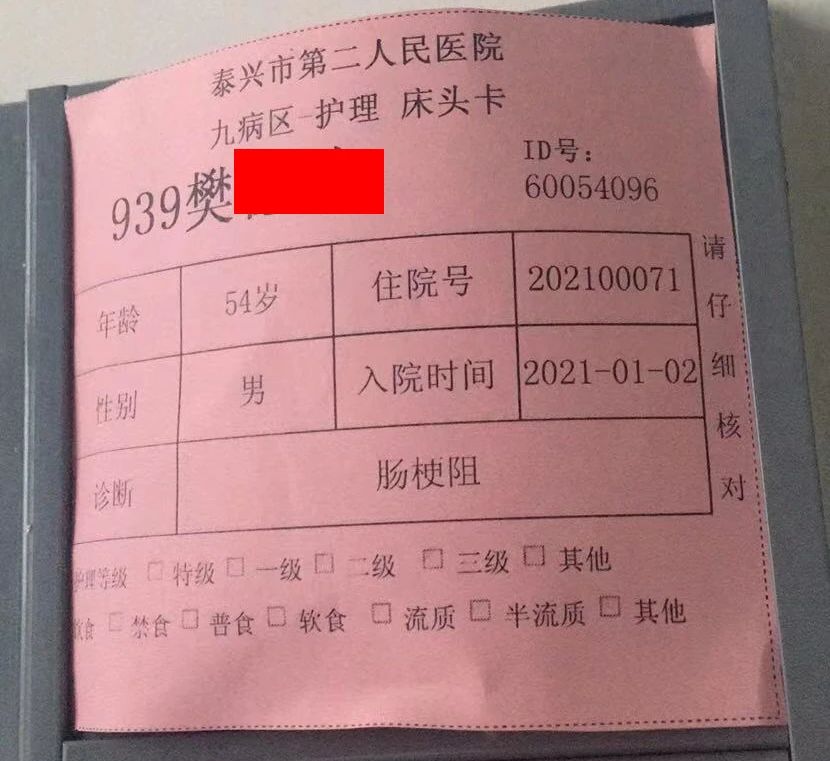 泰兴市第二人民医院
九病区-护理 床头卡
939樊
ID号：
60054096
年龄 54岁 住院号 202100071
性别 男 入院时间 2021-01-02
诊断 肠梗阻
请仔细核对
护理等级 □ 特级 □ 一级 □ 二级 □ 三级 □ 其他
饮食 □ 禁食 □ 普食 □ 软食 □ 流质 □ 半流质 □ 其他